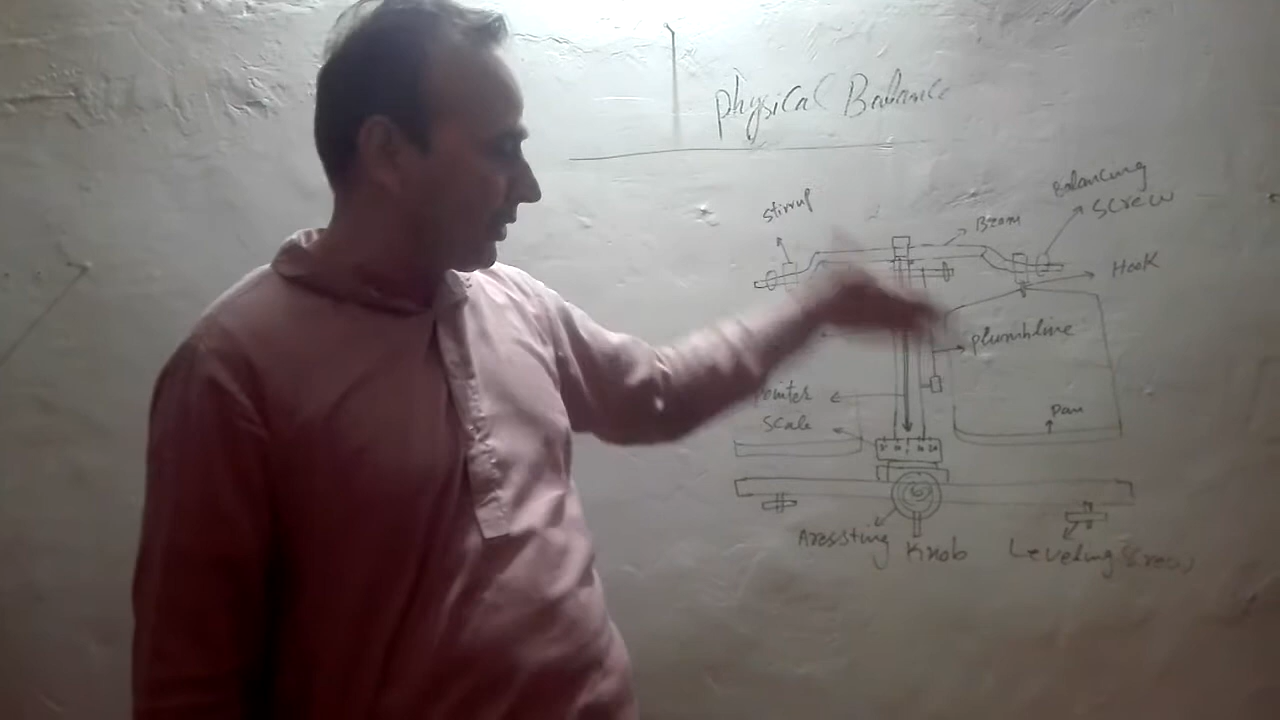 Physical Balance
Stirrup
Beam
Balancing
Screw
Hook
Plumbline
Pointer
Scale
Pan
Aressting Knob
Leveling Screw